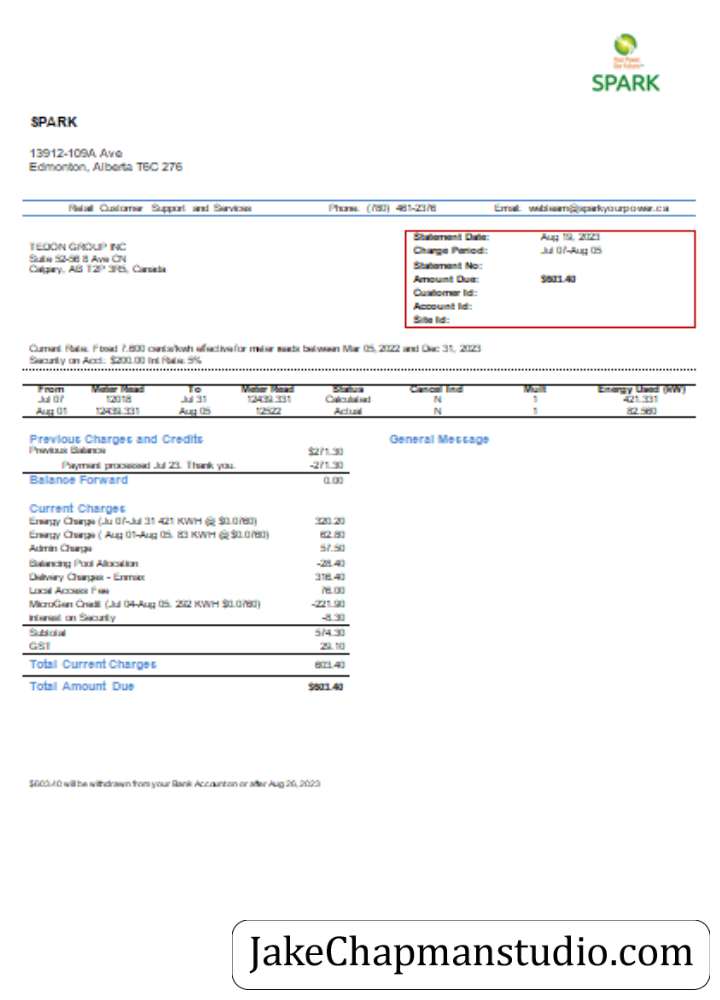 SPARK
SPARK
13912-109A Ave
Edmonton, Alberta T6C 276
Retail Customer Support and Services Phone: (780) 461-2376 Email: webteam@sparkyourpower.ca
Statement Date: Aug 19, 2023
Charge Period: Jul 07-Aug 05
Statement No:
Amount Due: $603.40
Customer Id:
Account Id:
Site Id:
TEDON GROUP INC
Suite 52-56 8 Ave CN
Calgary, AB T2P 3R5, Canada
Current Rate: Fixed 7.600 cents/kwh effective for meter reads between Mar 05, 2022 and Dec 31, 2023
Security on Acct.: $200.00 Int Rate: 5%
From Meter Read To Meter Read Status Cancel Ind Mult Energy Used (kW)
Jul 07 12018 Jul 31 12439.331 Calculated N 1 421.331
Aug 01 12439.331 Aug 05 12522 Actual N 1 82.560
Previous Charges and Credits
Previous Balance $271.30
Payment processed Jul 23. Thank you. -271.30
Balance Forward 0.00
General Message
Current Charges
Energy Charge (Ju 07-Jul 31 421 KWH @ $0.0760) 320.20
Energy Charge ( Aug 01-Aug 05. 83 KWH @ $0.0760) 62.80
Admin Charge 57.50
Balancing Pool Allocation -28.40
Delivery Charges - Enmax 316.40
Local Access Fee 76.00
MicroGen Credit (Jul 04-Aug 05. 292 KWH $0.0760) -221.90
Interest on Security -8.30
Subtotal 574.30
GST 29.10
Total Current Charges 603.40
Total Amount Due $603.40
$603.40 will be withdrawn from your Bank Accounton or after Aug 26, 2023
JakeChapmanstudio.com